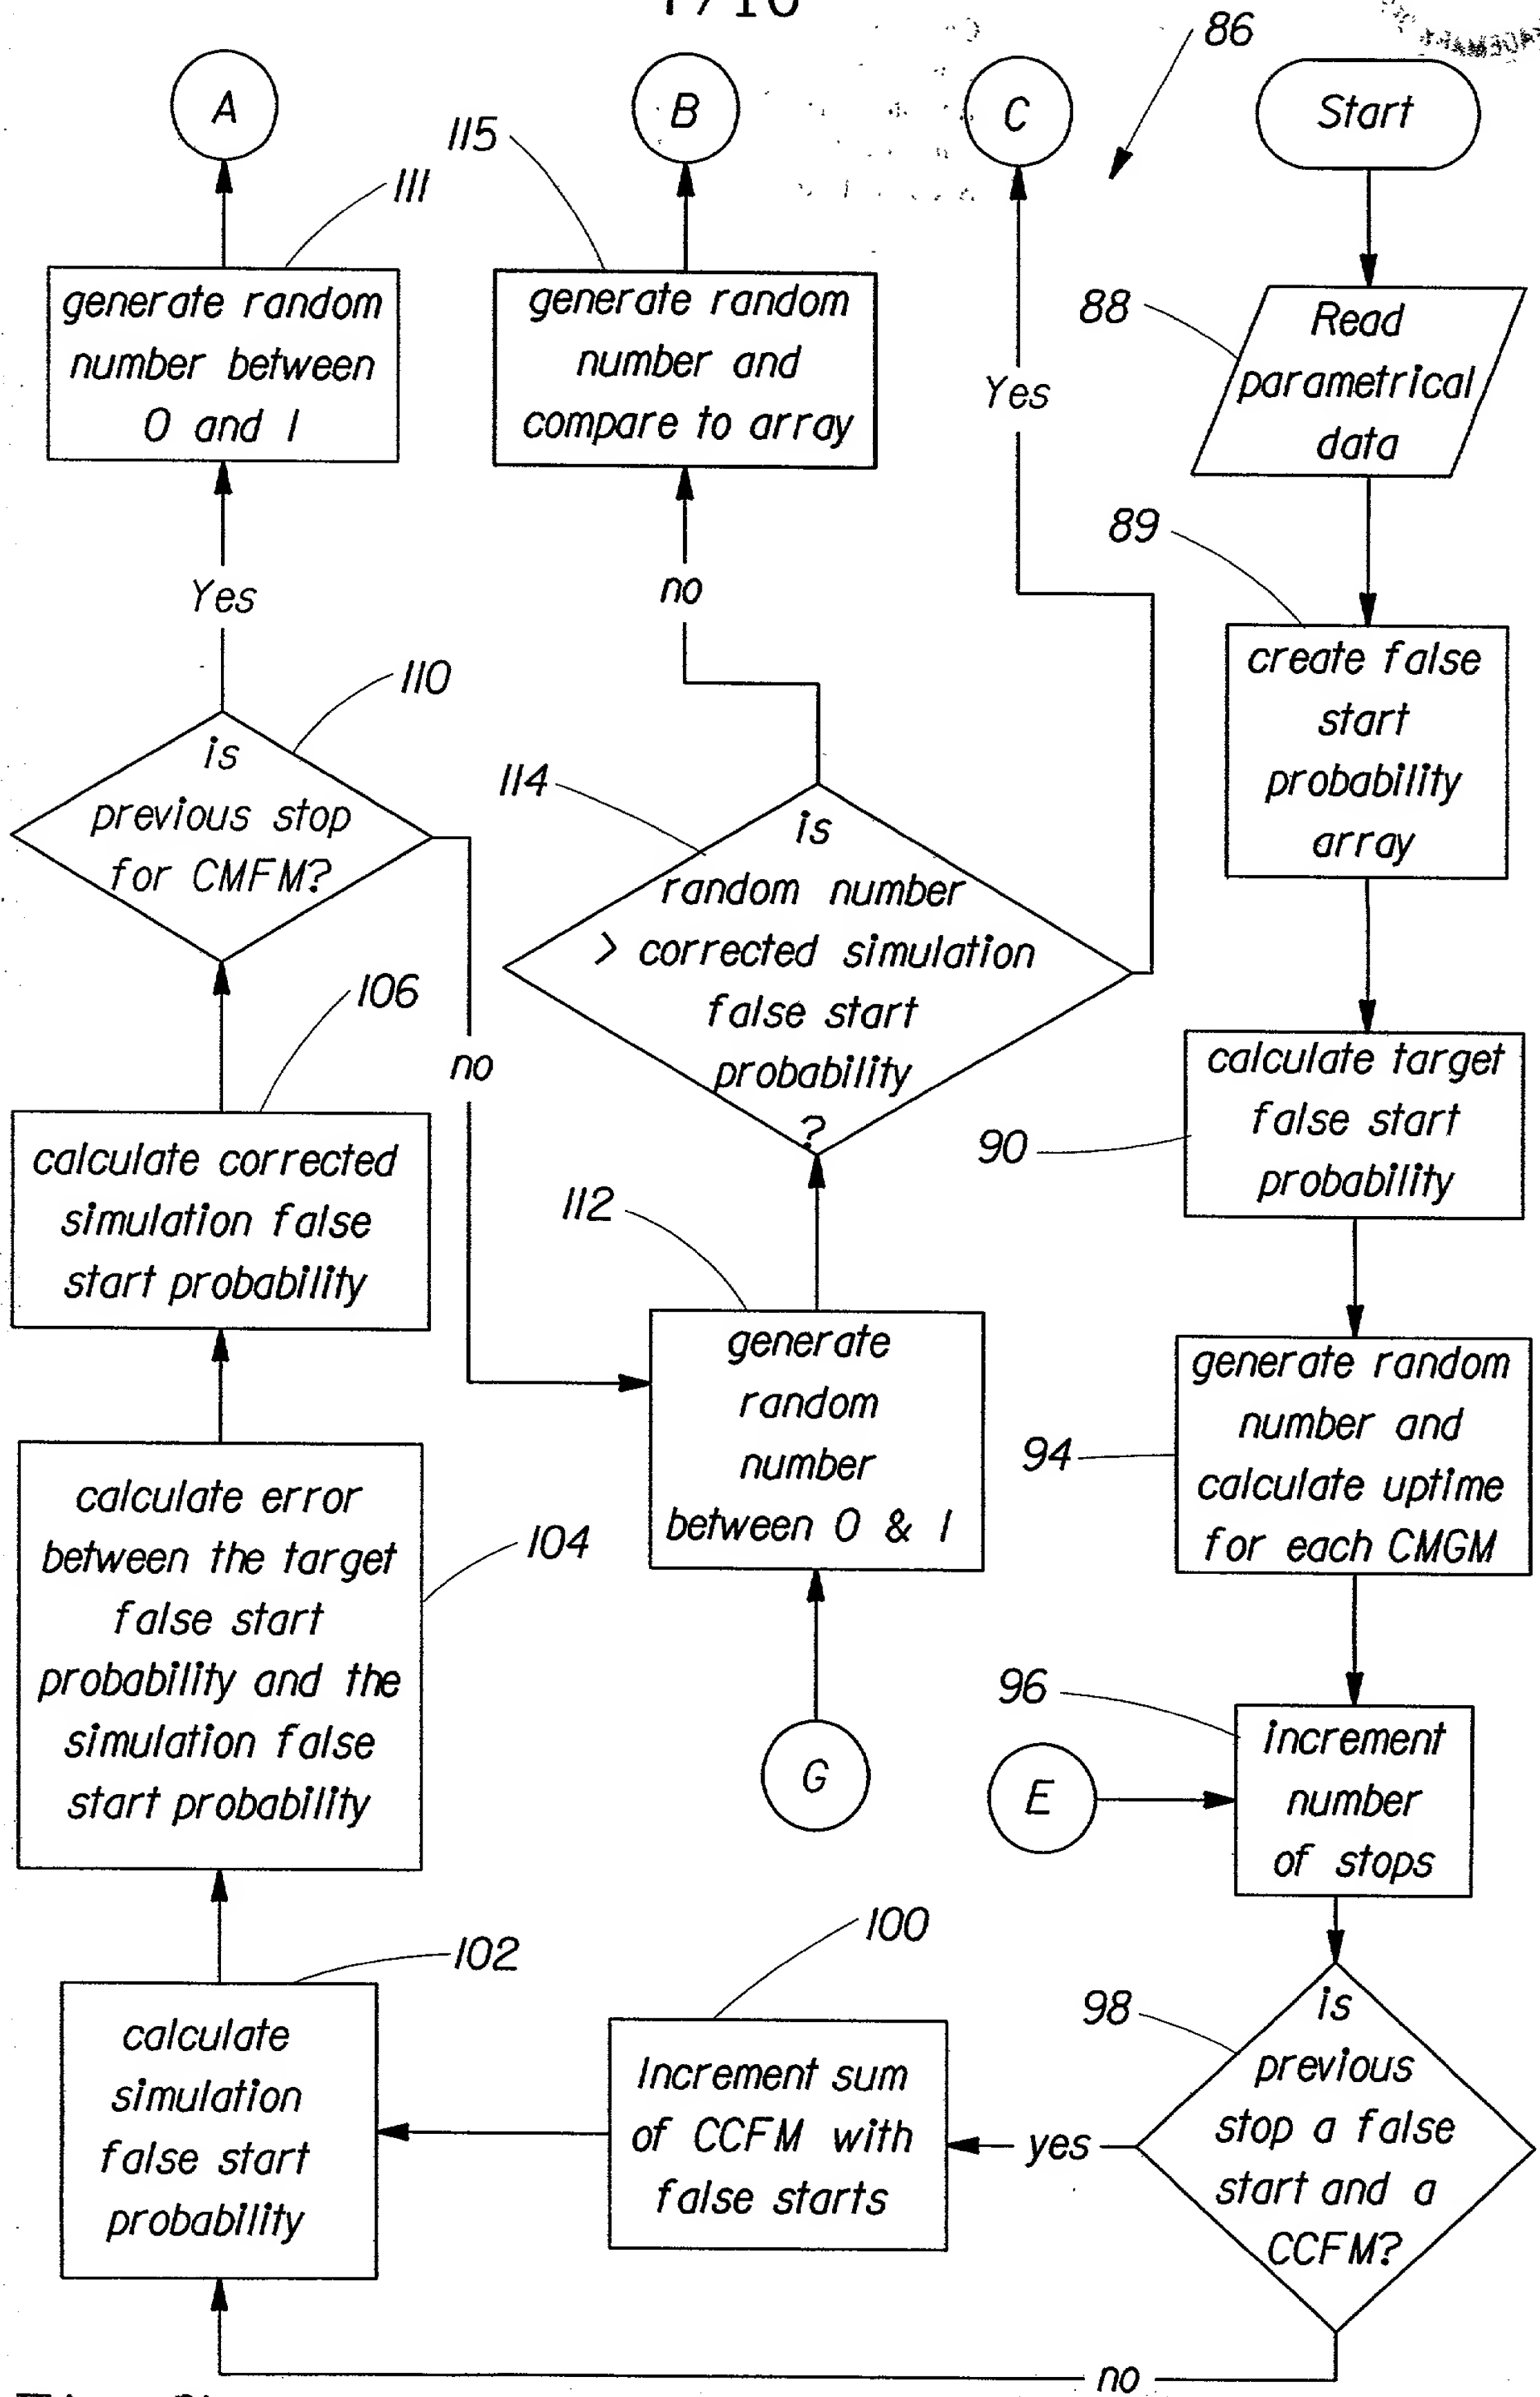 86
A
B
C
Start
115
111
generate random
number between
0 and 1
generate random
number and
compare to array
Yes
88
Read
parametrical
data
89
Yes
no
create false
start
probability
array
110
is
previous stop
for CMFM?
114
is
random number
> corrected simulation
false start
probability
?
106
no
calculate corrected
simulation false
start probability
calculate target
false start
probability
90
112
generate
random
number
between 0 & 1
generate random
number and
calculate uptime
for each CMGM
94
calculate error
between the target
false start
probability and the
simulation false
start probability
104
G
E
96
increment
number
of stops
102
calculate
simulation
false start
probability
100
Increment sum
of CCFM with
false starts
yes
98
is
previous
stop a false
start and a
CCFM?
no